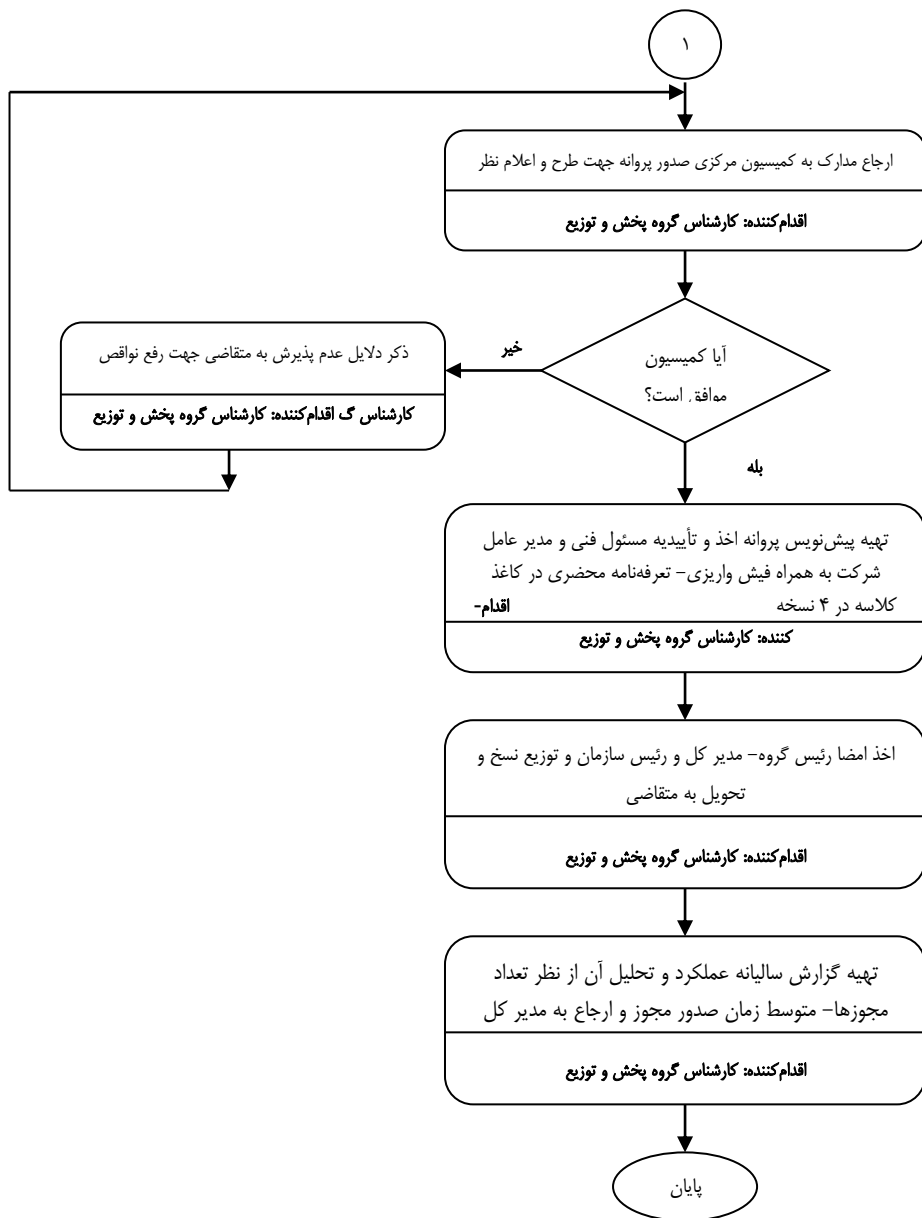 ۱
ارجاع مدارک به کمیسیون مرکزی صدور پروانه جهت طرح و اعلام نظر
اقدام‌کننده: کارشناس گروه پخش و توزیع
آیا کمیسیون
موافق است؟
خیر
ذکر دلایل عدم پذیرش به متقاضی جهت رفع نواقص
کارشناس گ اقدام‌کننده: کارشناس گروه پخش و توزیع
بله
تهیه پیش‌نویس پروانه اخذ و تأییدیه مسئول فنی و مدیر عامل
شرکت به همراه فیش واریزی– تعرفه‌نامه محضری در کاغذ
کلاسه در ۴ نسخه اقدام-
کننده: کارشناس گروه پخش و توزیع
اخذ امضا رئیس گروه– مدیر کل و رئیس سازمان و توزیع نسخ و
تحویل به متقاضی
اقدام‌کننده: کارشناس گروه پخش و توزیع
تهیه گزارش سالیانه عملکرد و تحلیل آن از نظر تعداد
مجوزها– متوسط زمان صدور مجوز و ارجاع به مدیر کل
اقدام‌کننده: کارشناس گروه پخش و توزیع
پایان